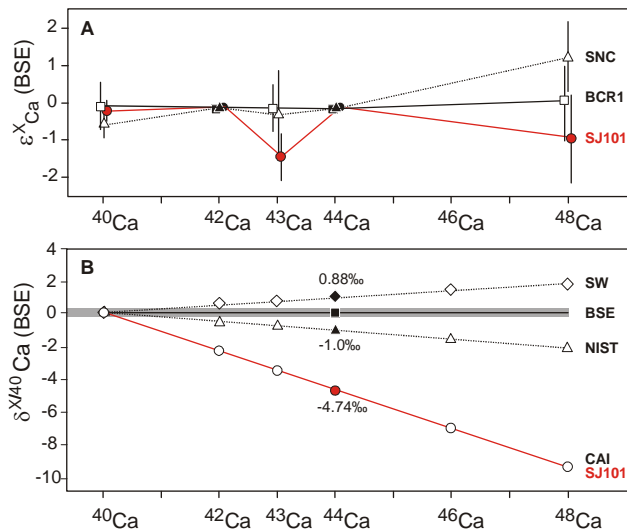 A
2
1
0
-1
-2
ε^X_Ca (BSE)
SNC
BCR1
SJ101
⁴⁰Ca
⁴²Ca
⁴³Ca
⁴⁴Ca
⁴⁶Ca
⁴⁸Ca
B
4
2
0
-2
-4
-6
-8
-10
δ^X/40 Ca (BSE)
0.88‰
-1.0‰
-4.74‰
SW
BSE
NIST
CAI
SJ101
⁴⁰Ca
⁴²Ca
⁴³Ca
⁴⁴Ca
⁴⁶Ca
⁴⁸Ca